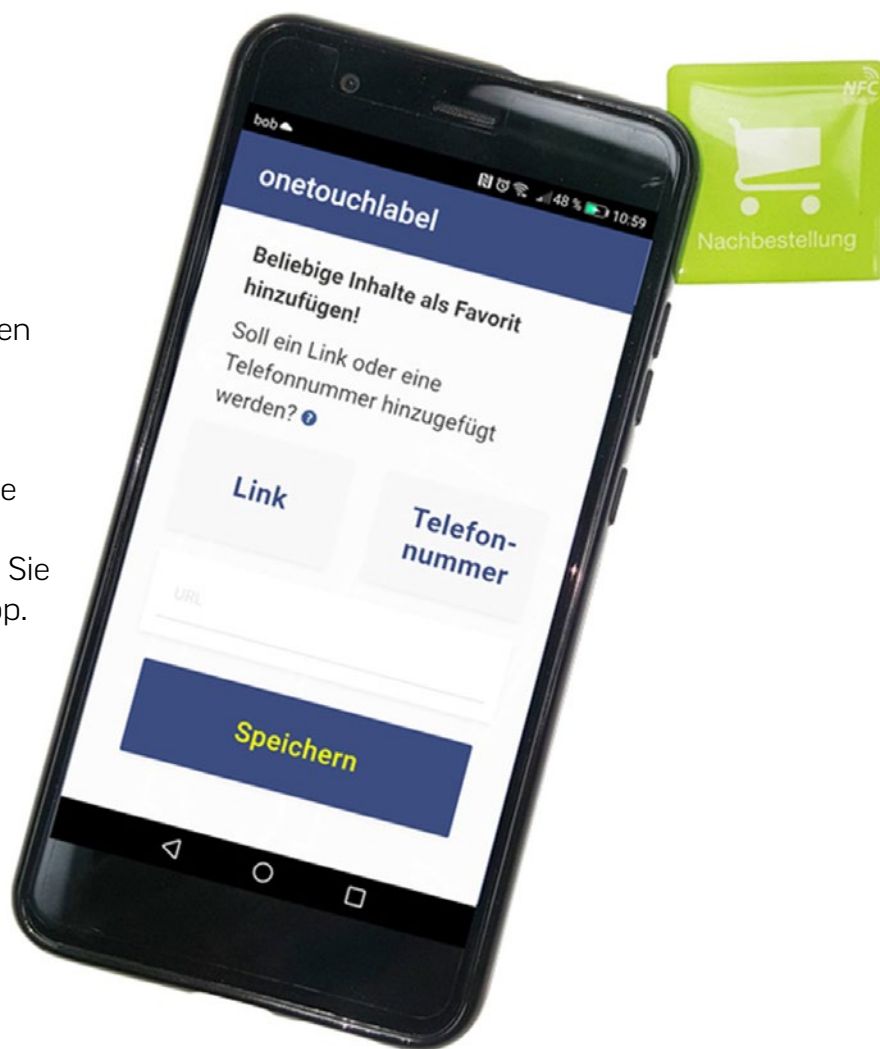 en
e
Sie
op.
bob
48 % 10:59
onetouchlabel
Beliebige Inhalte als Favorit
hinzufügen!
Soll ein Link oder eine
Telefonnummer hinzugefügt
werden?
Link
Telefon-
nummer
URL
Speichern
NFC
Nachbestellung